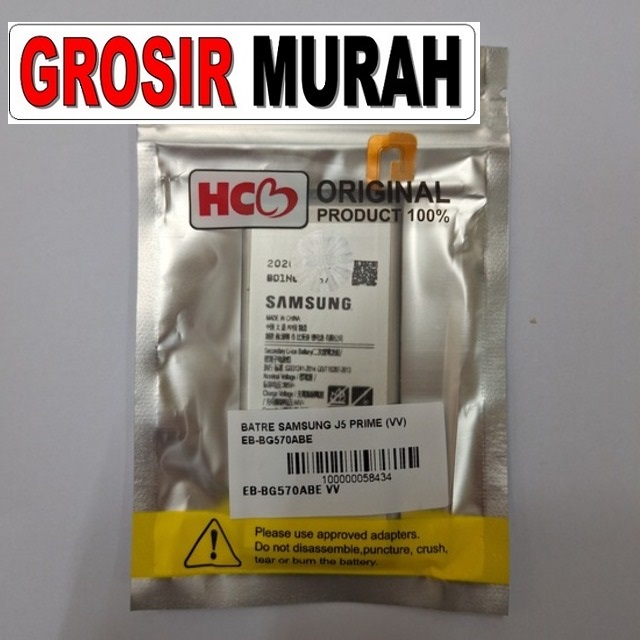 GROSIR MURAH
HCB
ORIGINAL
PRODUCT 100%
SAMSUNG
MADE IN CHINA
BATRE SAMSUNG J5 PRIME (VV)
EB-BG570ABE
100000058434
EB-BG570ABE VV
Please use approved adapters.
Do not disassemble,puncture, crush,
tear or burn the battery.